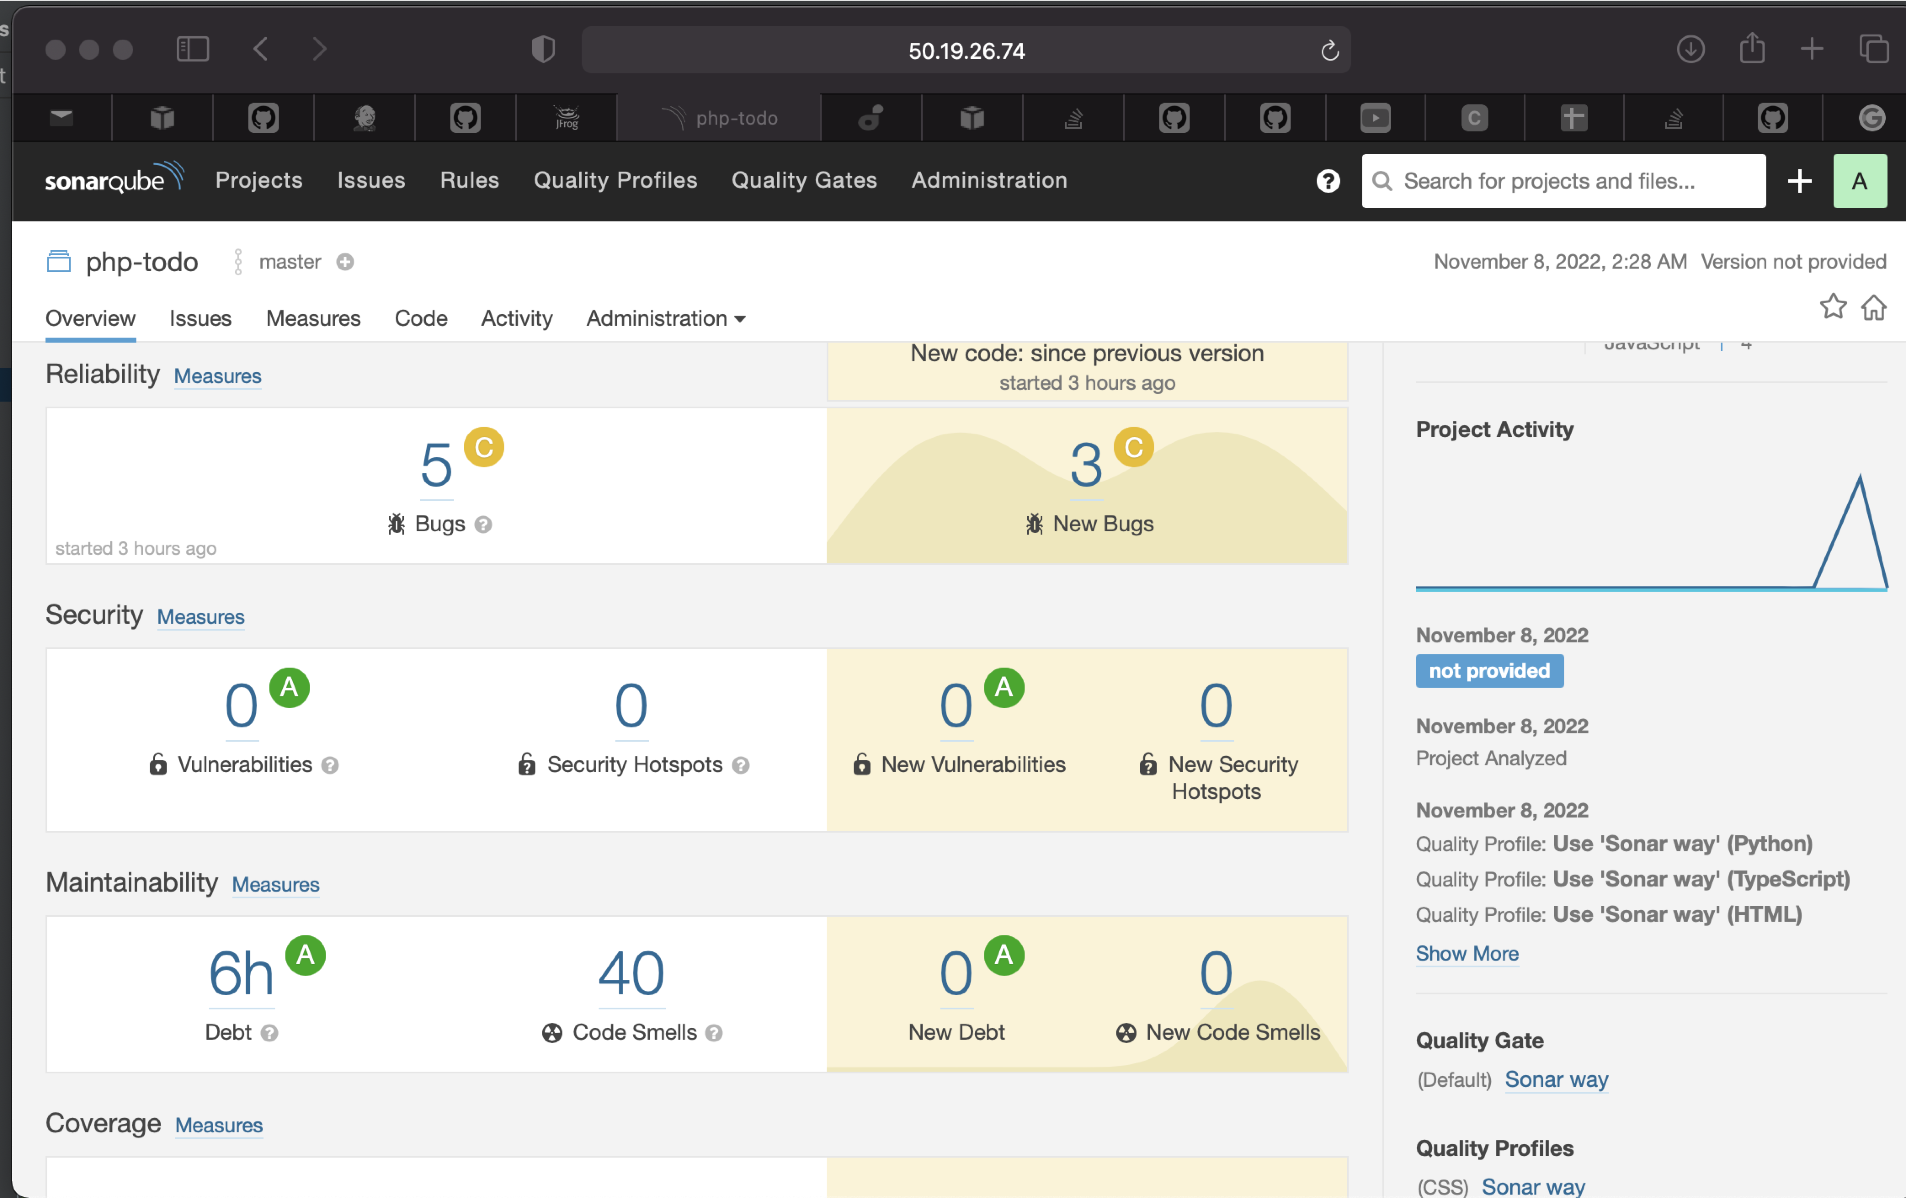 50.19.26.74
JFrog
php-todo
C
G
sonarqube
Projects
Issues
Rules
Quality Profiles
Quality Gates
Administration
?
Search for projects and files...
A
php-todo
master
November 8, 2022, 2:28 AM Version not provided
Overview
Issues
Measures
Code
Activity
Administration
New code: since previous version
started 3 hours ago
JavaScript
4
Reliability Measures
5 C
Bugs ?
started 3 hours ago
3 C
New Bugs
Security Measures
0 A
Vulnerabilities ?
0
Security Hotspots ?
0 A
New Vulnerabilities
0
New Security
Hotspots
Maintainability Measures
6h A
Debt ?
40
Code Smells ?
0 A
New Debt
0
New Code Smells
Coverage Measures
Project Activity
November 8, 2022
not provided
November 8, 2022
Project Analyzed
November 8, 2022
Quality Profile: Use 'Sonar way' (Python)
Quality Profile: Use 'Sonar way' (TypeScript)
Quality Profile: Use 'Sonar way' (HTML)
Show More
Quality Gate
(Default) Sonar way
Quality Profiles
(CSS) Sonar way